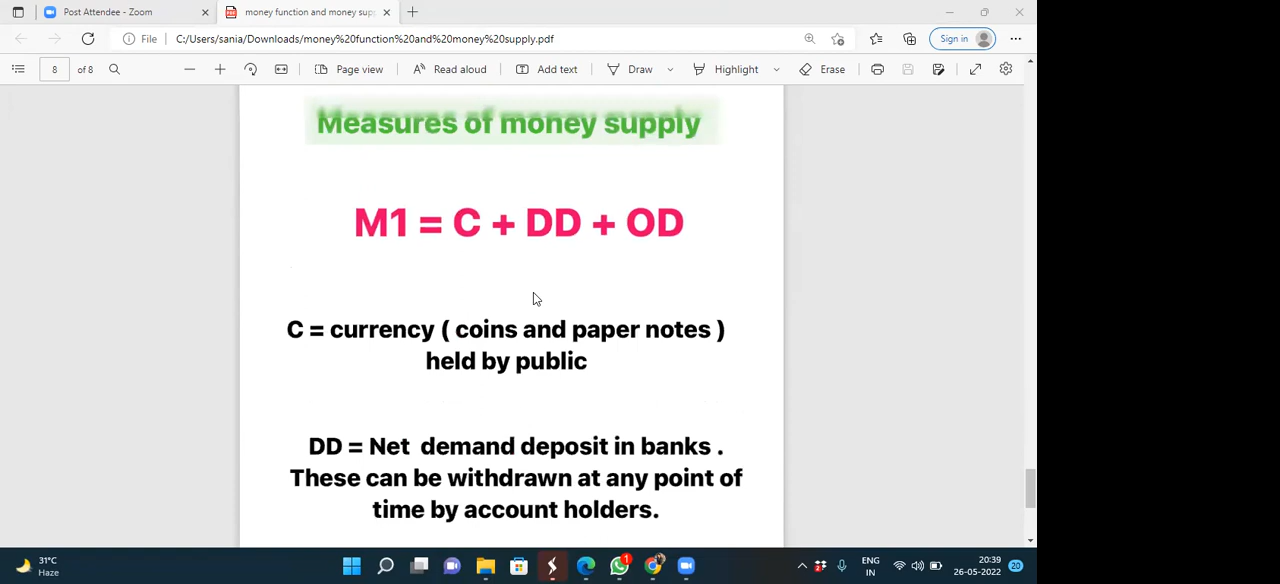 Post Attendee - Zoom
money function and money sup
File
C:/Users/sania/Downloads/money%20function%20and%20money%20supply.pdf
Sign in
8 of 8
Page view
Read aloud
Add text
Draw
Highlight
Erase
Measures of money supply
M1 = C + DD + OD
C = currency ( coins and paper notes )
held by public
DD = Net demand deposit in banks .
These can be withdrawn at any point of
time by account holders.
31°C
Haze
1
ENG
IN
20:39
26-05-2022
20